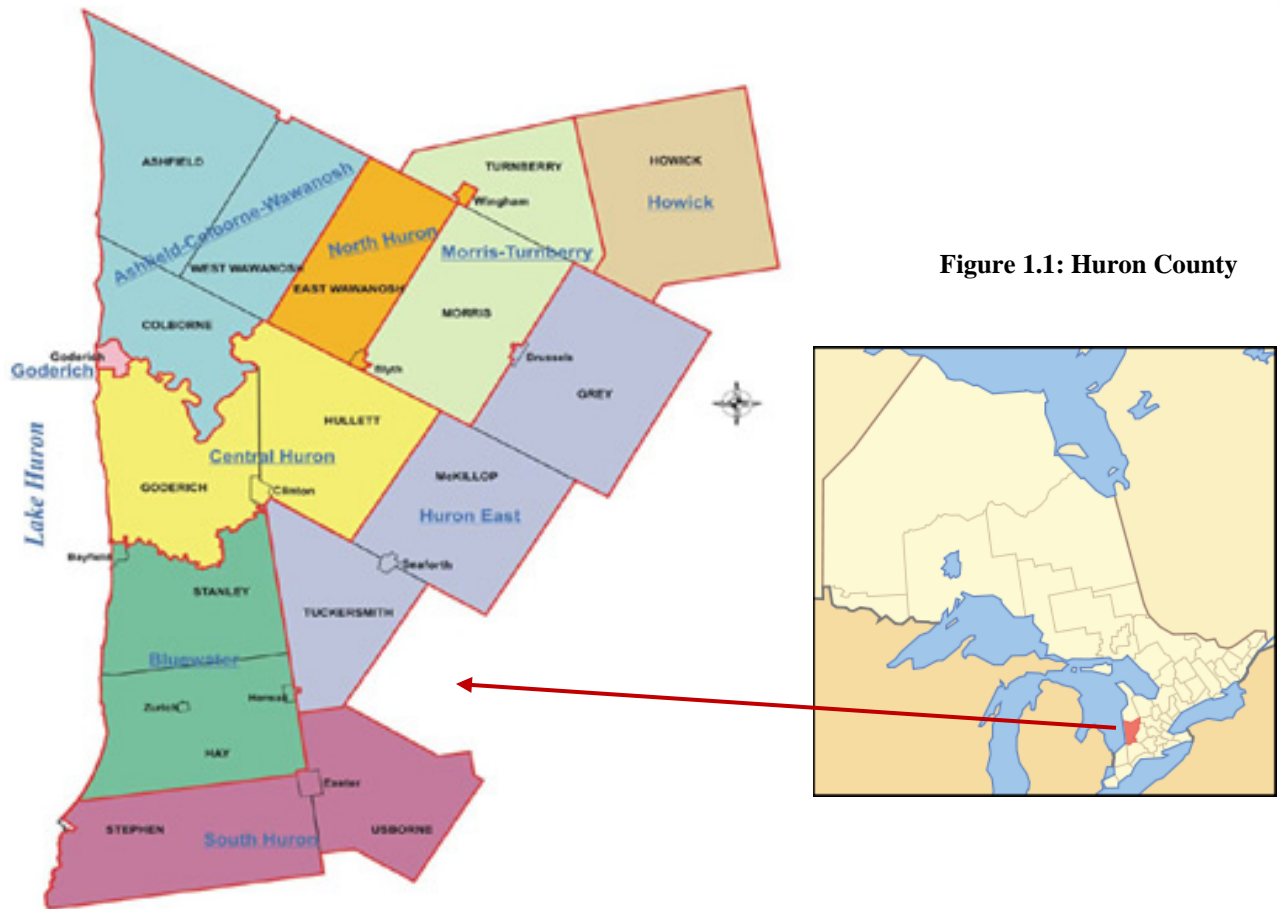 ASHFIELD
TURNBERRY
HOWICK
Wingham
Howick
Ashfield-Colborne-Wawanosh
North Huron
Morris-Turnberry
WEST WAWANOSH
EAST WAWANOSH
Figure 1.1: Huron County
COLBORNE
MORRIS
Goderich
Goderich
Blyth
Brussels
GREY
HULLETT
Lake Huron
Central Huron
GODERICH
Clinton
McKILLOP
Huron East
Bayfield
Seaforth
STANLEY
TUCKERSMITH
Bluewater
Hensall
Zurich
HAY
Exeter
STEPHEN
South Huron
USBORNE